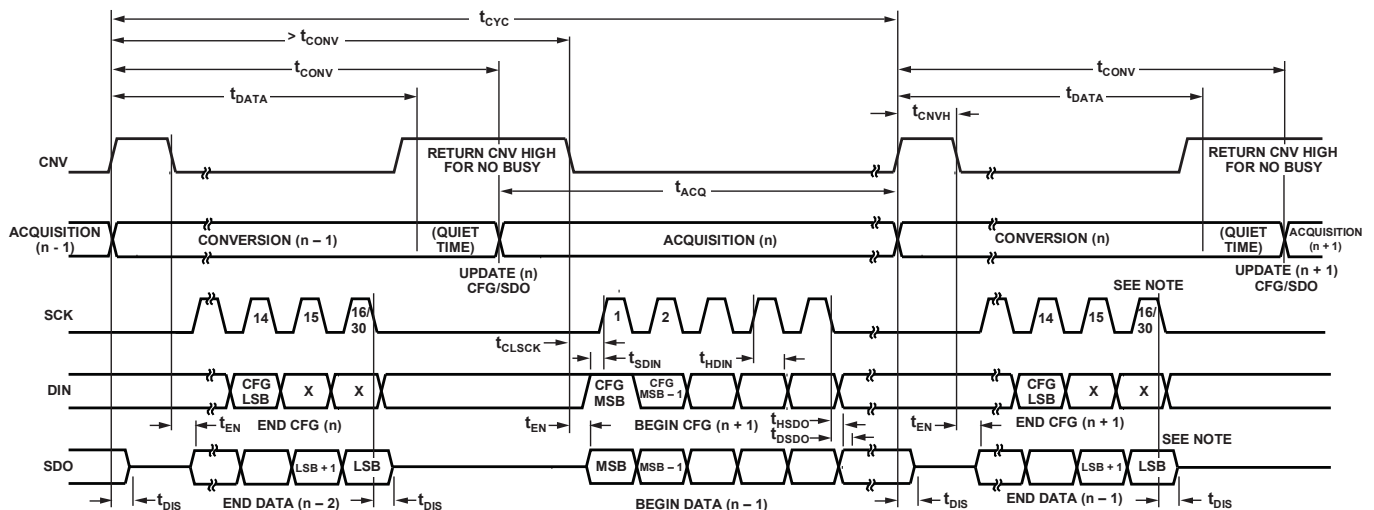 tCYC
> tCONV
tCONV
tCONV
tDATA
tDATA
tCNVH
CNV
RETURN CNV HIGH
FOR NO BUSY
RETURN CNV HIGH
FOR NO BUSY
tACQ
ACQUISITION
(n - 1)
CONVERSION (n – 1)
(QUIET
TIME)
ACQUISITION (n)
CONVERSION (n)
(QUIET
TIME)
ACQUISITION
(n + 1)
UPDATE (n)
CFG/SDO
UPDATE (n + 1)
CFG/SDO
SEE NOTE
SCK
14
15
16/
30
1
2
14
15
16/
30
tCLSCK
tSDIN
tHDIN
DIN
CFG
LSB
X
X
CFG
MSB
CFG
MSB – 1
CFG
LSB
X
X
tEN
END CFG (n)
tEN
BEGIN CFG (n + 1)
tHSDO
tDSDO
tEN
END CFG (n + 1)
SEE NOTE
SDO
LSB + 1
LSB
MSB
MSB – 1
LSB + 1
LSB
tDIS
END DATA (n – 2)
tDIS
BEGIN DATA (n – 1)
tDIS
END DATA (n – 1)
tDIS